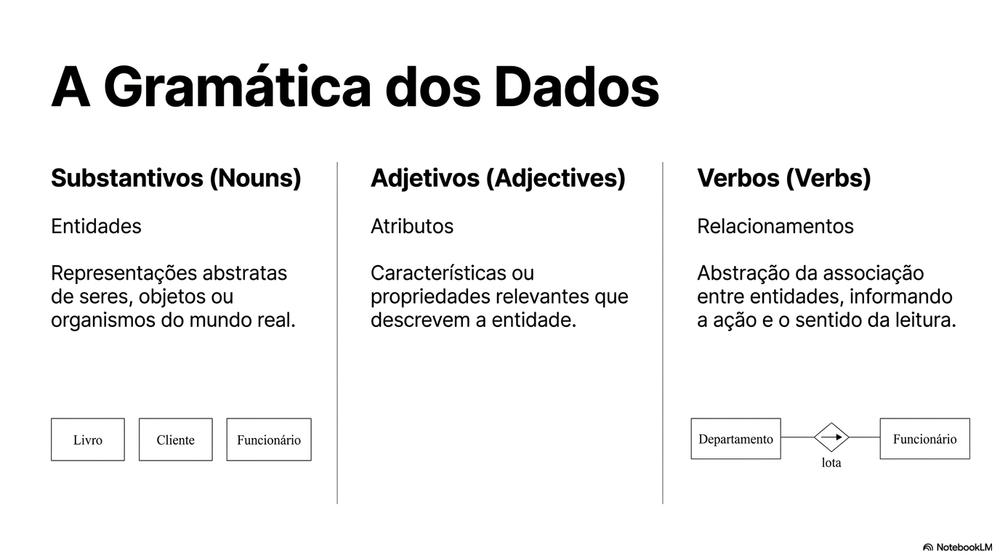 A Gramática dos Dados
Substantivos (Nouns)
Entidades
Representações abstratas
de seres, objetos ou
organismos do mundo real.
Livro
Cliente
Funcionário
Adjetivos (Adjectives)
Atributos
Características ou
propriedades relevantes que
descrevem a entidade.
Verbos (Verbs)
Relacionamentos
Abstração da associação
entre entidades, informando
a ação e o sentido da leitura.
Departamento
lota
Funcionário
NotebookLM